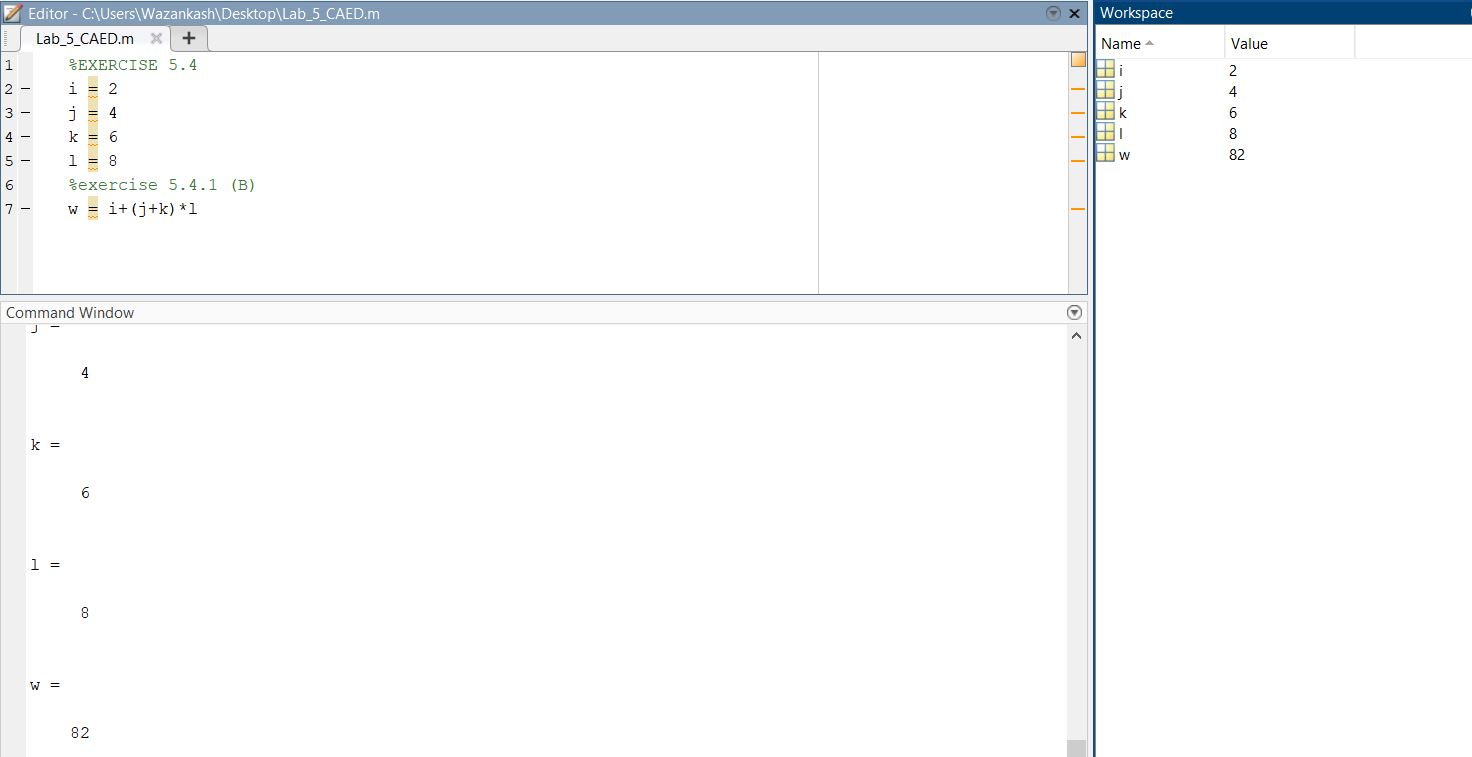 Editor - C:\Users\Wazankash\Desktop\Lab_5_CAED.m
Lab_5_CAED.m
1 %EXERCISE 5.4
2 – i = 2
3 – j = 4
4 – k = 6
5 – l = 8
6 %exercise 5.4.1 (B)
7 – w = i+(j+k)*l
Command Window
j =
4
k =
6
l =
8
w =
82
Workspace
Name Value
i 2
j 4
k 6
l 8
w 82